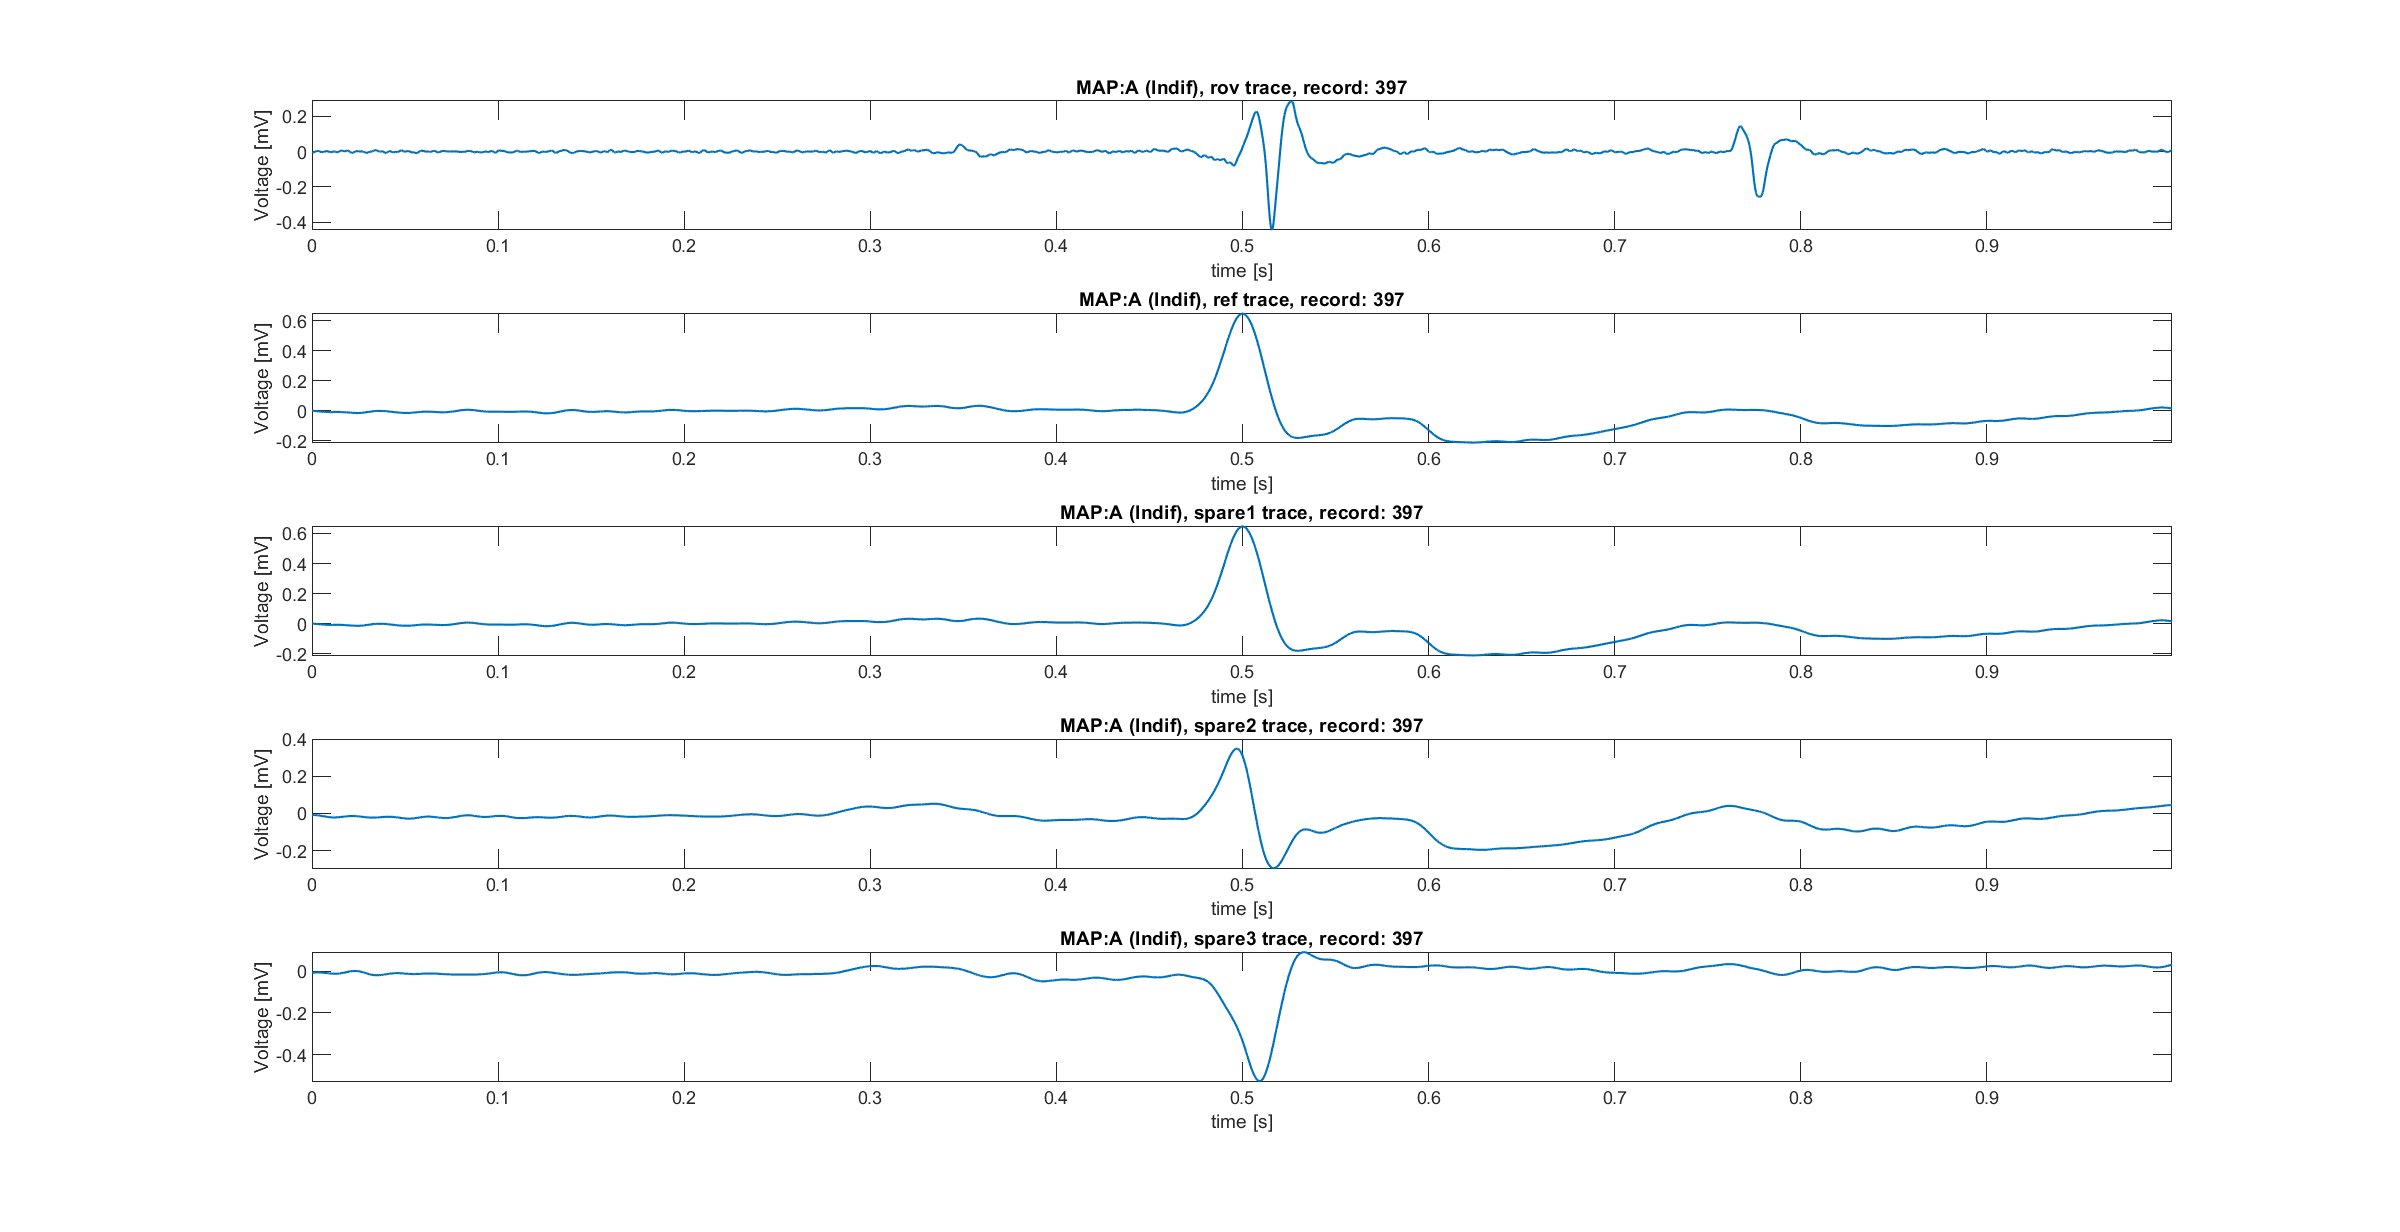 MAP:A (Indif), rov trace, record: 397
Voltage [mV]
0.2
0
-0.2
-0.4
0 0.1 0.2 0.3 0.4 0.5 0.6 0.7 0.8 0.9
time [s]
MAP:A (Indif), ref trace, record: 397
Voltage [mV]
0.6
0.4
0.2
0
-0.2
0 0.1 0.2 0.3 0.4 0.5 0.6 0.7 0.8 0.9
time [s]
MAP:A (Indif), spare1 trace, record: 397
Voltage [mV]
0.6
0.4
0.2
0
-0.2
0 0.1 0.2 0.3 0.4 0.5 0.6 0.7 0.8 0.9
time [s]
MAP:A (Indif), spare2 trace, record: 397
Voltage [mV]
0.4
0.2
0
-0.2
0 0.1 0.2 0.3 0.4 0.5 0.6 0.7 0.8 0.9
time [s]
MAP:A (Indif), spare3 trace, record: 397
Voltage [mV]
0
-0.2
-0.4
0 0.1 0.2 0.3 0.4 0.5 0.6 0.7 0.8 0.9
time [s]